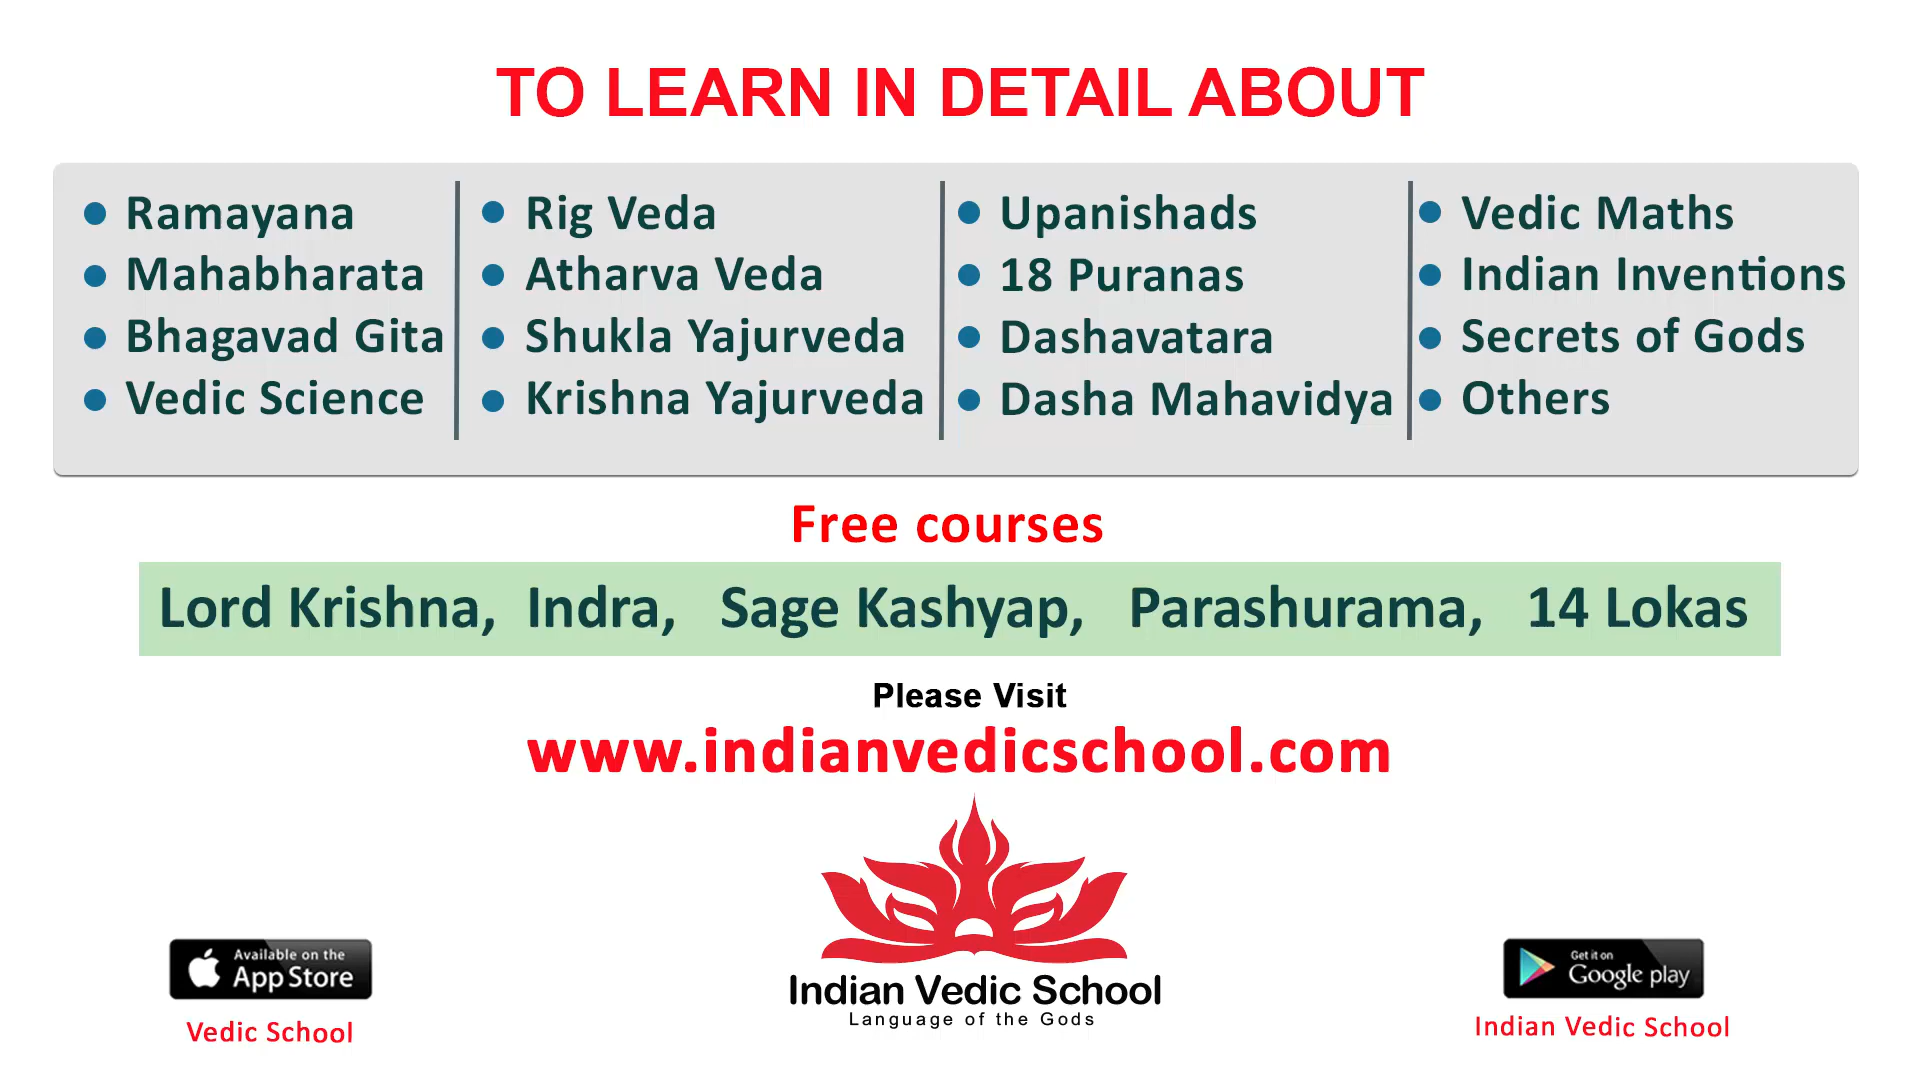 TO LEARN IN DETAIL ABOUT
Ramayana
Mahabharata
Bhagavad Gita
Vedic Science
Rig Veda
Atharva Veda
Shukla Yajurveda
Krishna Yajurveda
Upanishads
18 Puranas
Dashavatara
Dasha Mahavidya
Vedic Maths
Indian Inventions
Secrets of Gods
Others
Free courses
Lord Krishna, Indra, Sage Kashyap, Parashurama, 14 Lokas
Please Visit
www.indianvedicschool.com
Indian Vedic School
Language of the Gods
Available on the
App Store
Vedic School
Get it on
Google play
Indian Vedic School